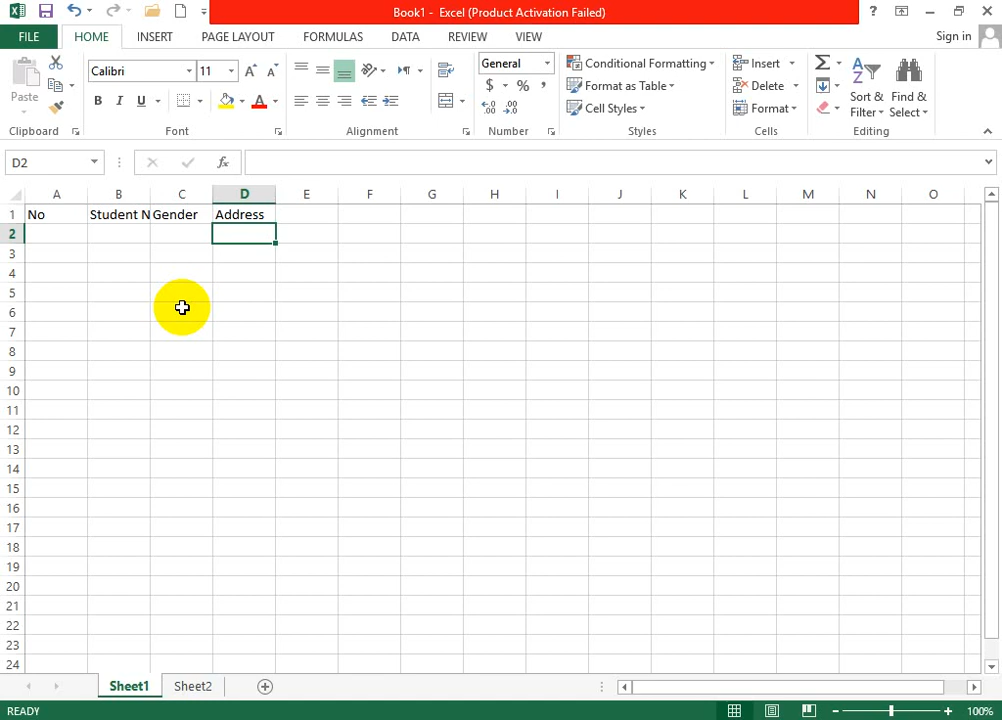 Book1 - Excel (Product Activation Failed)
?
FILE HOME INSERT PAGE LAYOUT FORMULAS DATA REVIEW VIEW Sign in
Calibri 11 General Conditional Formatting Insert Σ
Paste $ % , Format as Table Delete Sort & Filter Find & Select
B I U A Cell Styles Format
Clipboard Font Alignment Number Styles Cells Editing
D2 fx
A B C D E F G H I J K L M N O
1 No Student N Gender Address
2
3
4
5
6
7
8
9
10
11
12
13
14
15
16
17
18
19
20
21
22
23
24
Sheet1 Sheet2
READY 100%